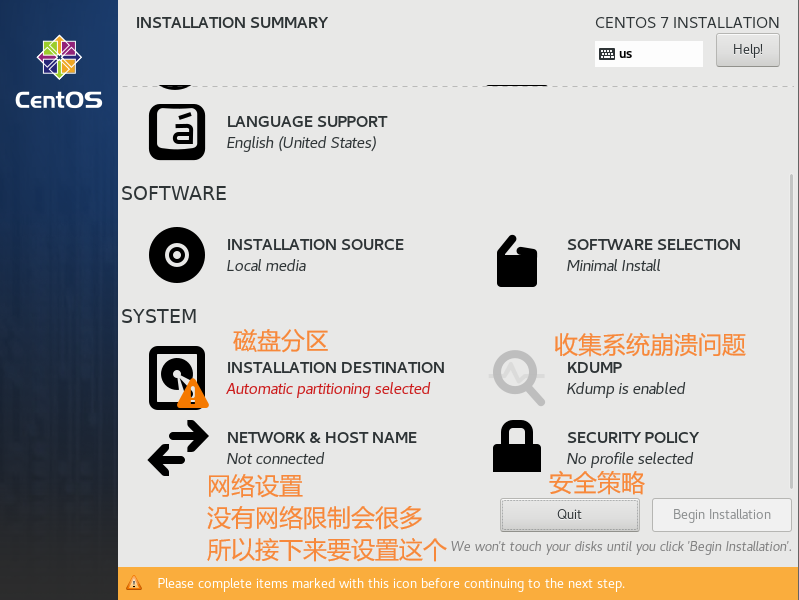 INSTALLATION SUMMARY
CENTOS 7 INSTALLATION
us
Help!
CentOS
LANGUAGE SUPPORT
English (United States)
SOFTWARE
INSTALLATION SOURCE
Local media
SOFTWARE SELECTION
Minimal Install
SYSTEM
磁盘分区
INSTALLATION DESTINATION
Automatic partitioning selected
收集系统崩溃问题
KDUMP
Kdump is enabled
NETWORK & HOST NAME
Not connected
SECURITY POLICY
No profile selected
网络设置
没有网络限制会很多
所以接下来要设置这个
安全策略
Quit
Begin Installation
We won't touch your disks until you click 'Begin Installation'.
Please complete items marked with this icon before continuing to the next step.